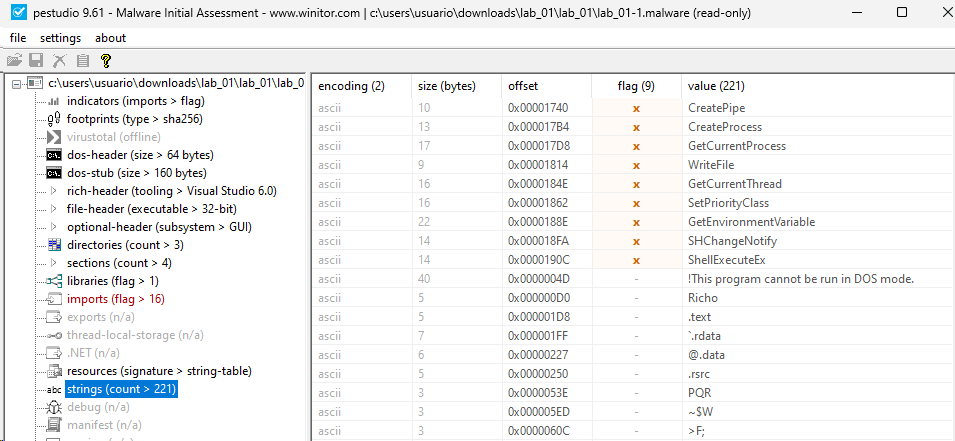 pestudio 9.61 - Malware Initial Assessment - www.winitor.com | c:\users\usuario\downloads\lab_01\lab_01\lab_01-1.malware (read-only)
file settings about
c:\users\usuario\downloads\lab_01\lab_01\lab_0
indicators (imports > flag)
footprints (type > sha256)
virustotal (offline)
dos-header (size > 64 bytes)
dos-stub (size > 160 bytes)
rich-header (tooling > Visual Studio 6.0)
file-header (executable > 32-bit)
optional-header (subsystem > GUI)
directories (count > 3)
sections (count > 4)
libraries (flag > 1)
imports (flag > 16)
exports (n/a)
thread-local-storage (n/a)
.NET (n/a)
resources (signature > string-table)
abc strings (count > 221)
debug (n/a)
manifest (n/a)
encoding (2) size (bytes) offset flag (9) value (221)
ascii 10 0x00001740 x CreatePipe
ascii 13 0x000017B4 x CreateProcess
ascii 17 0x000017D8 x GetCurrentProcess
ascii 9 0x00001814 x WriteFile
ascii 16 0x0000184E x GetCurrentThread
ascii 16 0x00001862 x SetPriorityClass
ascii 22 0x0000188E x GetEnvironmentVariable
ascii 14 0x000018FA x SHChangeNotify
ascii 14 0x0000190C x ShellExecuteEx
ascii 40 0x0000004D - !This program cannot be run in DOS mode.
ascii 5 0x000000D0 - Richo
ascii 5 0x000001D8 - .text
ascii 7 0x000001FF - `.rdata
ascii 6 0x00000227 - @.data
ascii 5 0x00000250 - .rsrc
ascii 3 0x0000053E - PQR
ascii 3 0x000005ED - ~$W
ascii 3 0x0000060C - >F;